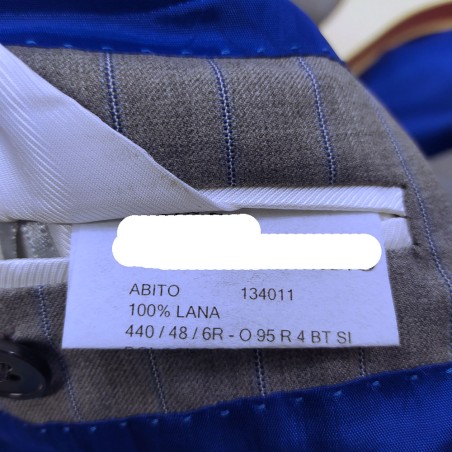 ABITO 134011
100% LANA
440 / 48 / 6R - O 95 R 4 BT SI